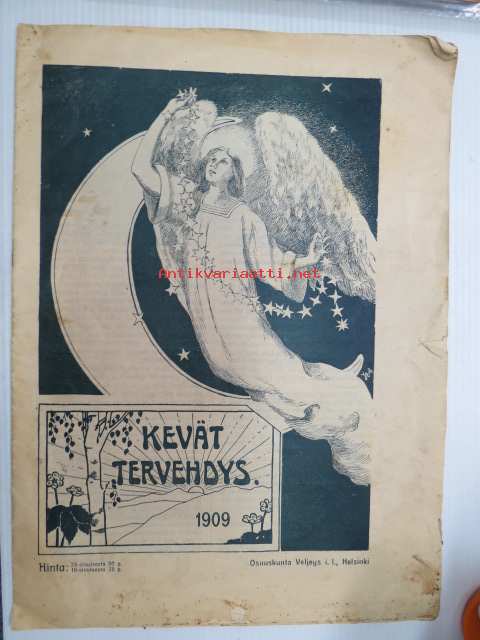 Antikvariaatti.net
KEVÄT
TERVEHDYS.
1909
Hinta:
Osuuskunta Veljeys i. l., Helsinki